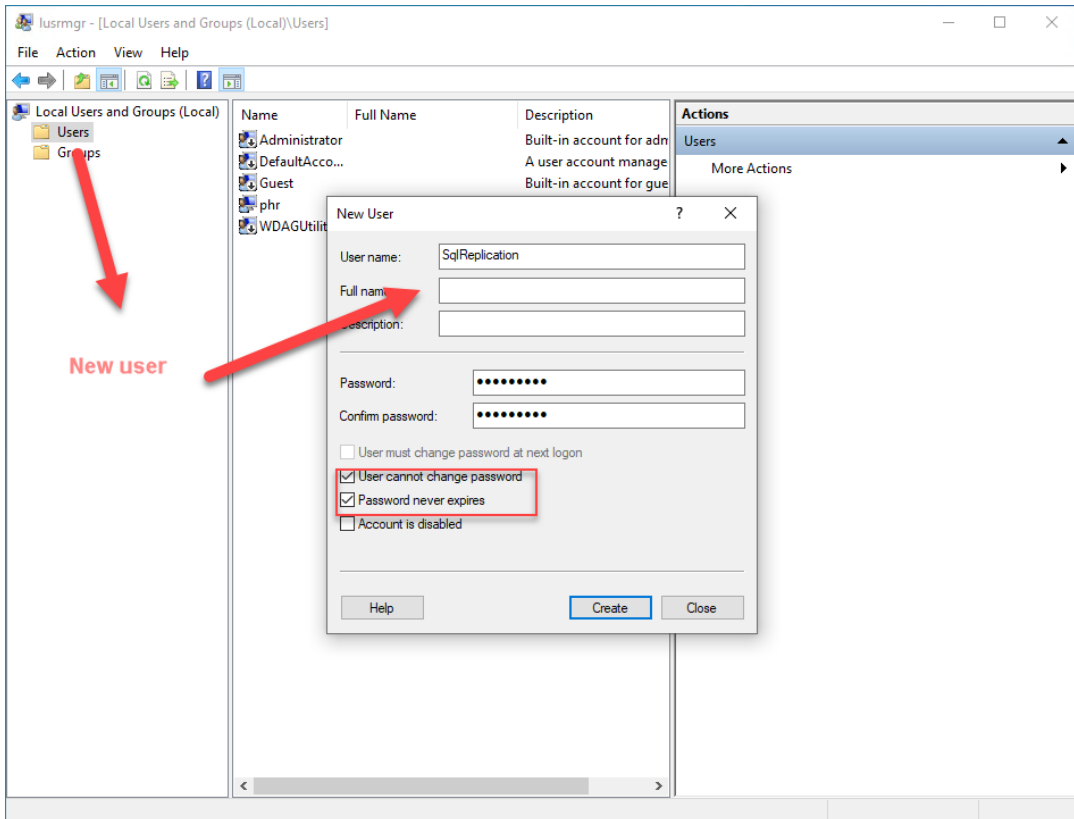 lusrmgr - [Local Users and Groups (Local)\Users]
File Action View Help
Local Users and Groups (Local)
Users
Groups
Name Full Name Description
Administrator Built-in account for adm
DefaultAcco... A user account manage
Guest Built-in account for gue
phr
WDAGUtilit
Actions
Users
More Actions
New user
New User ? X
User name: SqlReplication
Full name
Description:
Password: •••••••••
Confirm password: •••••••••
User must change password at next logon
User cannot change password
Password never expires
Account is disabled
Help Create Close